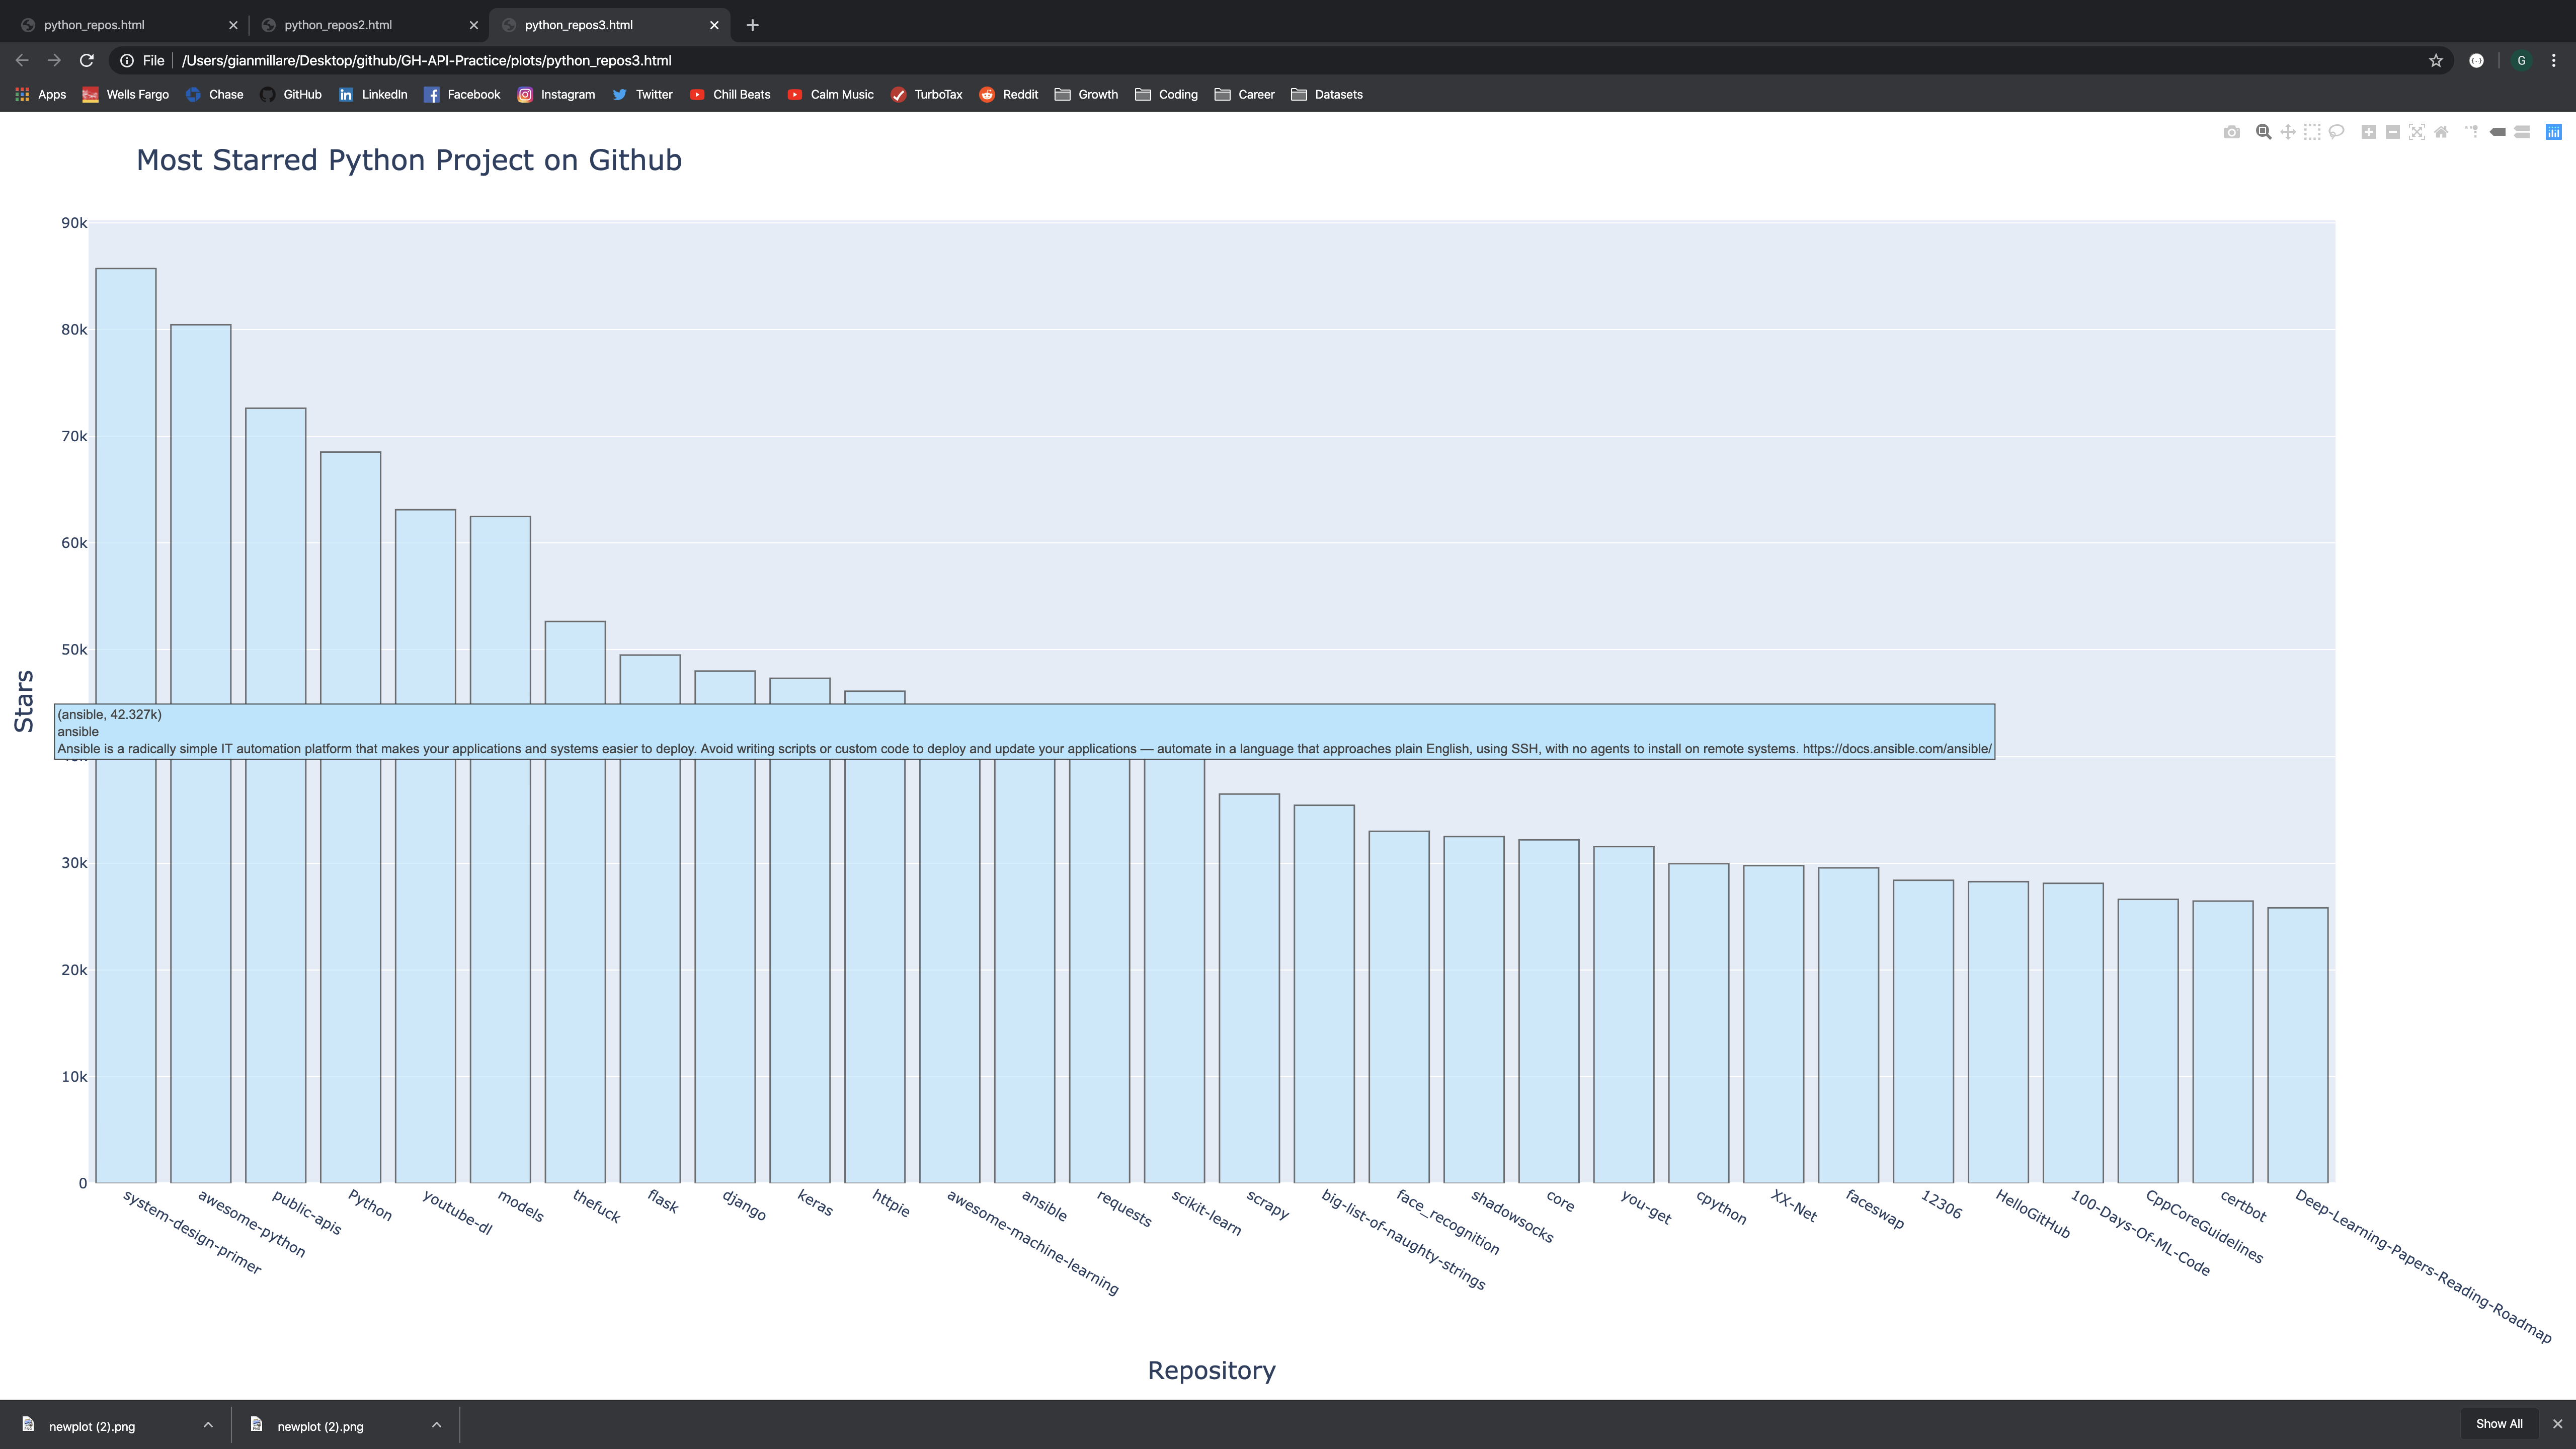 python_repos.html
python_repos2.html
python_repos3.html
File /Users/gianmillare/Desktop/github/GH-API-Practice/plots/python_repos3.html
G
Apps Wells Fargo Chase GitHub LinkedIn Facebook Instagram Twitter Chill Beats Calm Music TurboTax Reddit Growth Coding Career Datasets
Most Starred Python Project on Github
90k
80k
70k
60k
50k
30k
20k
10k
0
Stars
(ansible, 42.327k)
ansible
Ansible is a radically simple IT automation platform that makes your applications and systems easier to deploy. Avoid writing scripts or custom code to deploy and update your applications — automate in a language that approaches plain English, using SSH, with no agents to install on remote systems. https://docs.ansible.com/ansible/
system-design-primer
awesome-python
public-apis
Python
youtube-dl
models
thefuck
flask
django
keras
httpie
awesome-machine-learning
ansible
requests
scikit-learn
scrapy
big-list-of-naughty-strings
face_recognition
shadowsocks
core
you-get
cpython
XX-Net
faceswap
12306
HelloGitHub
100-Days-Of-ML-Code
CppCoreGuidelines
certbot
Deep-Learning-Papers-Reading-Roadmap
Repository
newplot (2).png
newplot (2).png
Show All